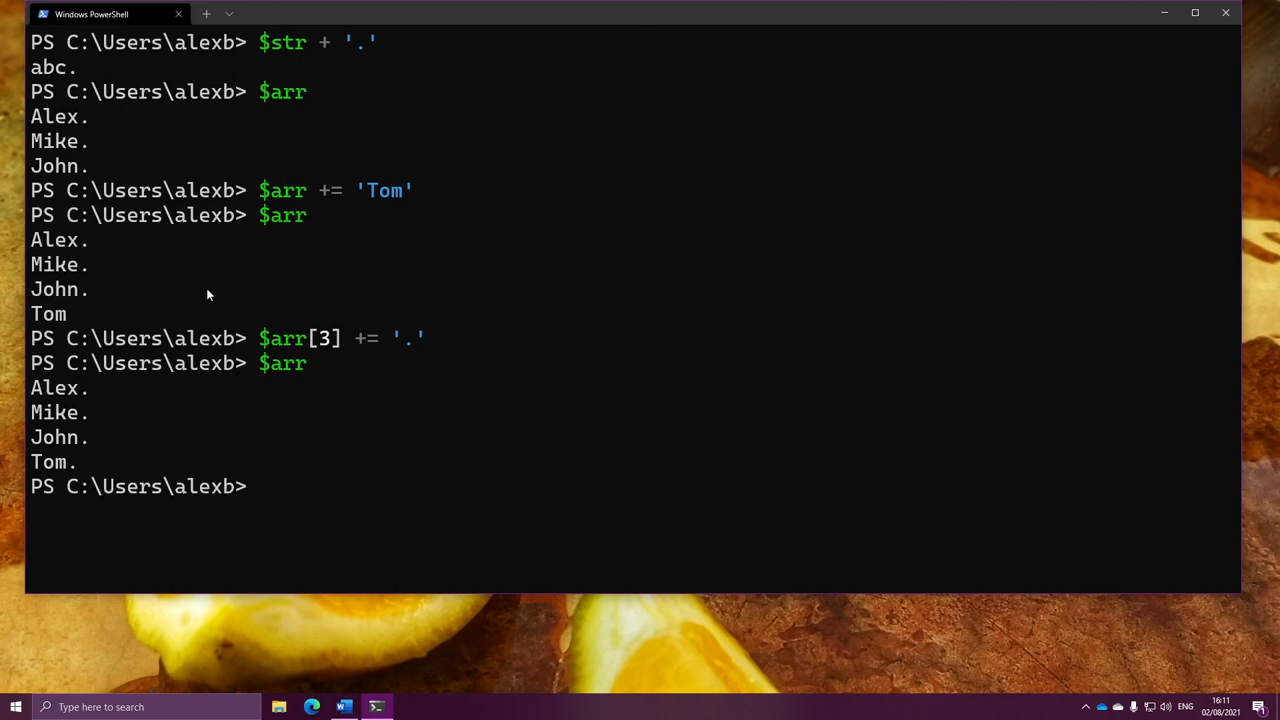 Windows PowerShell
PS C:\Users\alexb> $str + '.'
abc.
PS C:\Users\alexb> $arr
Alex.
Mike.
John.
PS C:\Users\alexb> $arr += 'Tom'
PS C:\Users\alexb> $arr
Alex.
Mike.
John.
Tom
PS C:\Users\alexb> $arr[3] += '.'
PS C:\Users\alexb> $arr
Alex.
Mike.
John.
Tom.
PS C:\Users\alexb>
Type here to search
ENG
16:11
02/08/2021
1